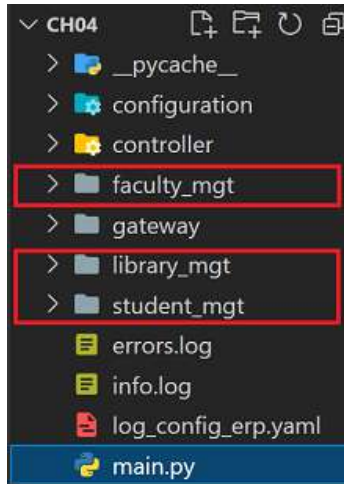 CH04
__pycache__
configuration
controller
faculty_mgt
gateway
library_mgt
student_mgt
errors.log
info.log
log_config_erp.yaml
main.py